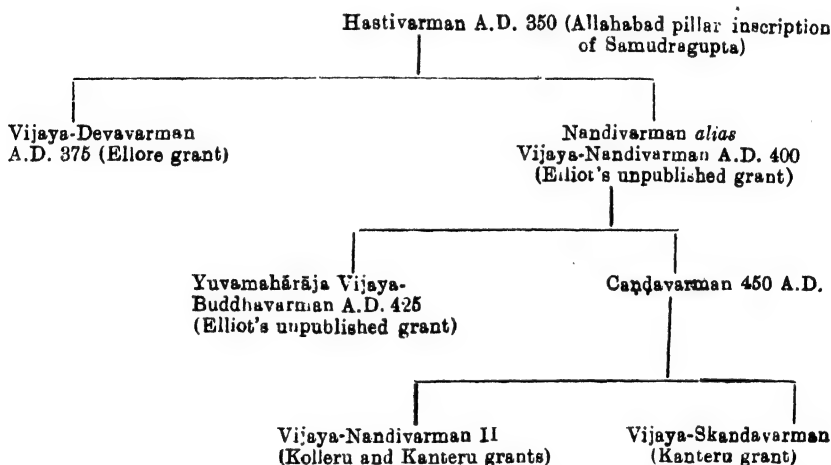 Hastivarman A.D. 350 (Allahabad pillar inscription
of Samudragupta)
Vijaya-Devavarman
A.D. 375 (Ellore grant)
Nandivarman alias
Vijaya-Nandivarman A.D. 400
(Elliot's unpublished grant)
Yuvamahārāja Vijaya-
Buddhavarman A.D. 425
(Elliot's unpublished grant)
Caṇḍavarman 450 A.D.
Vijaya-Nandivarman II
(Kolleru and Kanteru grants)
Vijaya-Skandavarman
(Kanteru grant)